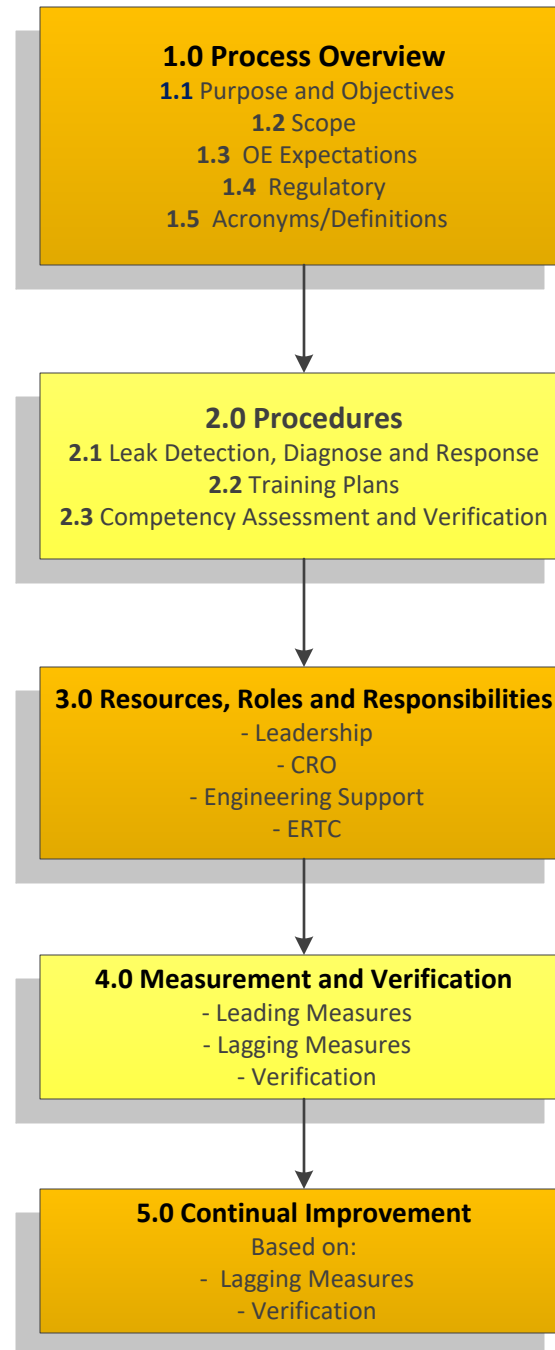 1.0 Process Overview
1.1 Purpose and Objectives
1.2 Scope
1.3 OE Expectations
1.4 Regulatory
1.5 Acronyms/Definitions
2.0 Procedures
2.1 Leak Detection, Diagnose and Response
2.2 Training Plans
2.3 Competency Assessment and Verification
3.0 Resources, Roles and Responsibilities
- Leadership
- CRO
- Engineering Support
- ERTC
4.0 Measurement and Verification
- Leading Measures
- Lagging Measures
- Verification
5.0 Continual Improvement
Based on:
- Lagging Measures
- Verification